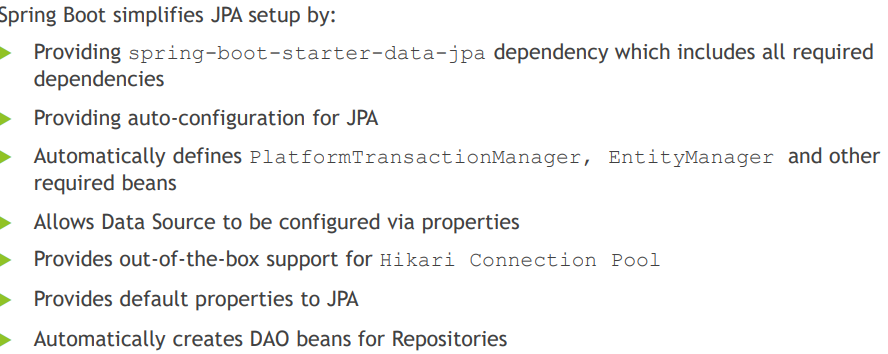 Spring Boot simplifies JPA setup by:
Providing spring-boot-starter-data-jpa dependency which includes all required
dependencies
Providing auto-configuration for JPA
Automatically defines PlatformTransactionManager, EntityManager and other
required beans
Allows Data Source to be configured via properties
Provides out-of-the-box support for Hikari Connection Pool
Provides default properties to JPA
Automatically creates DAO beans for Repositories